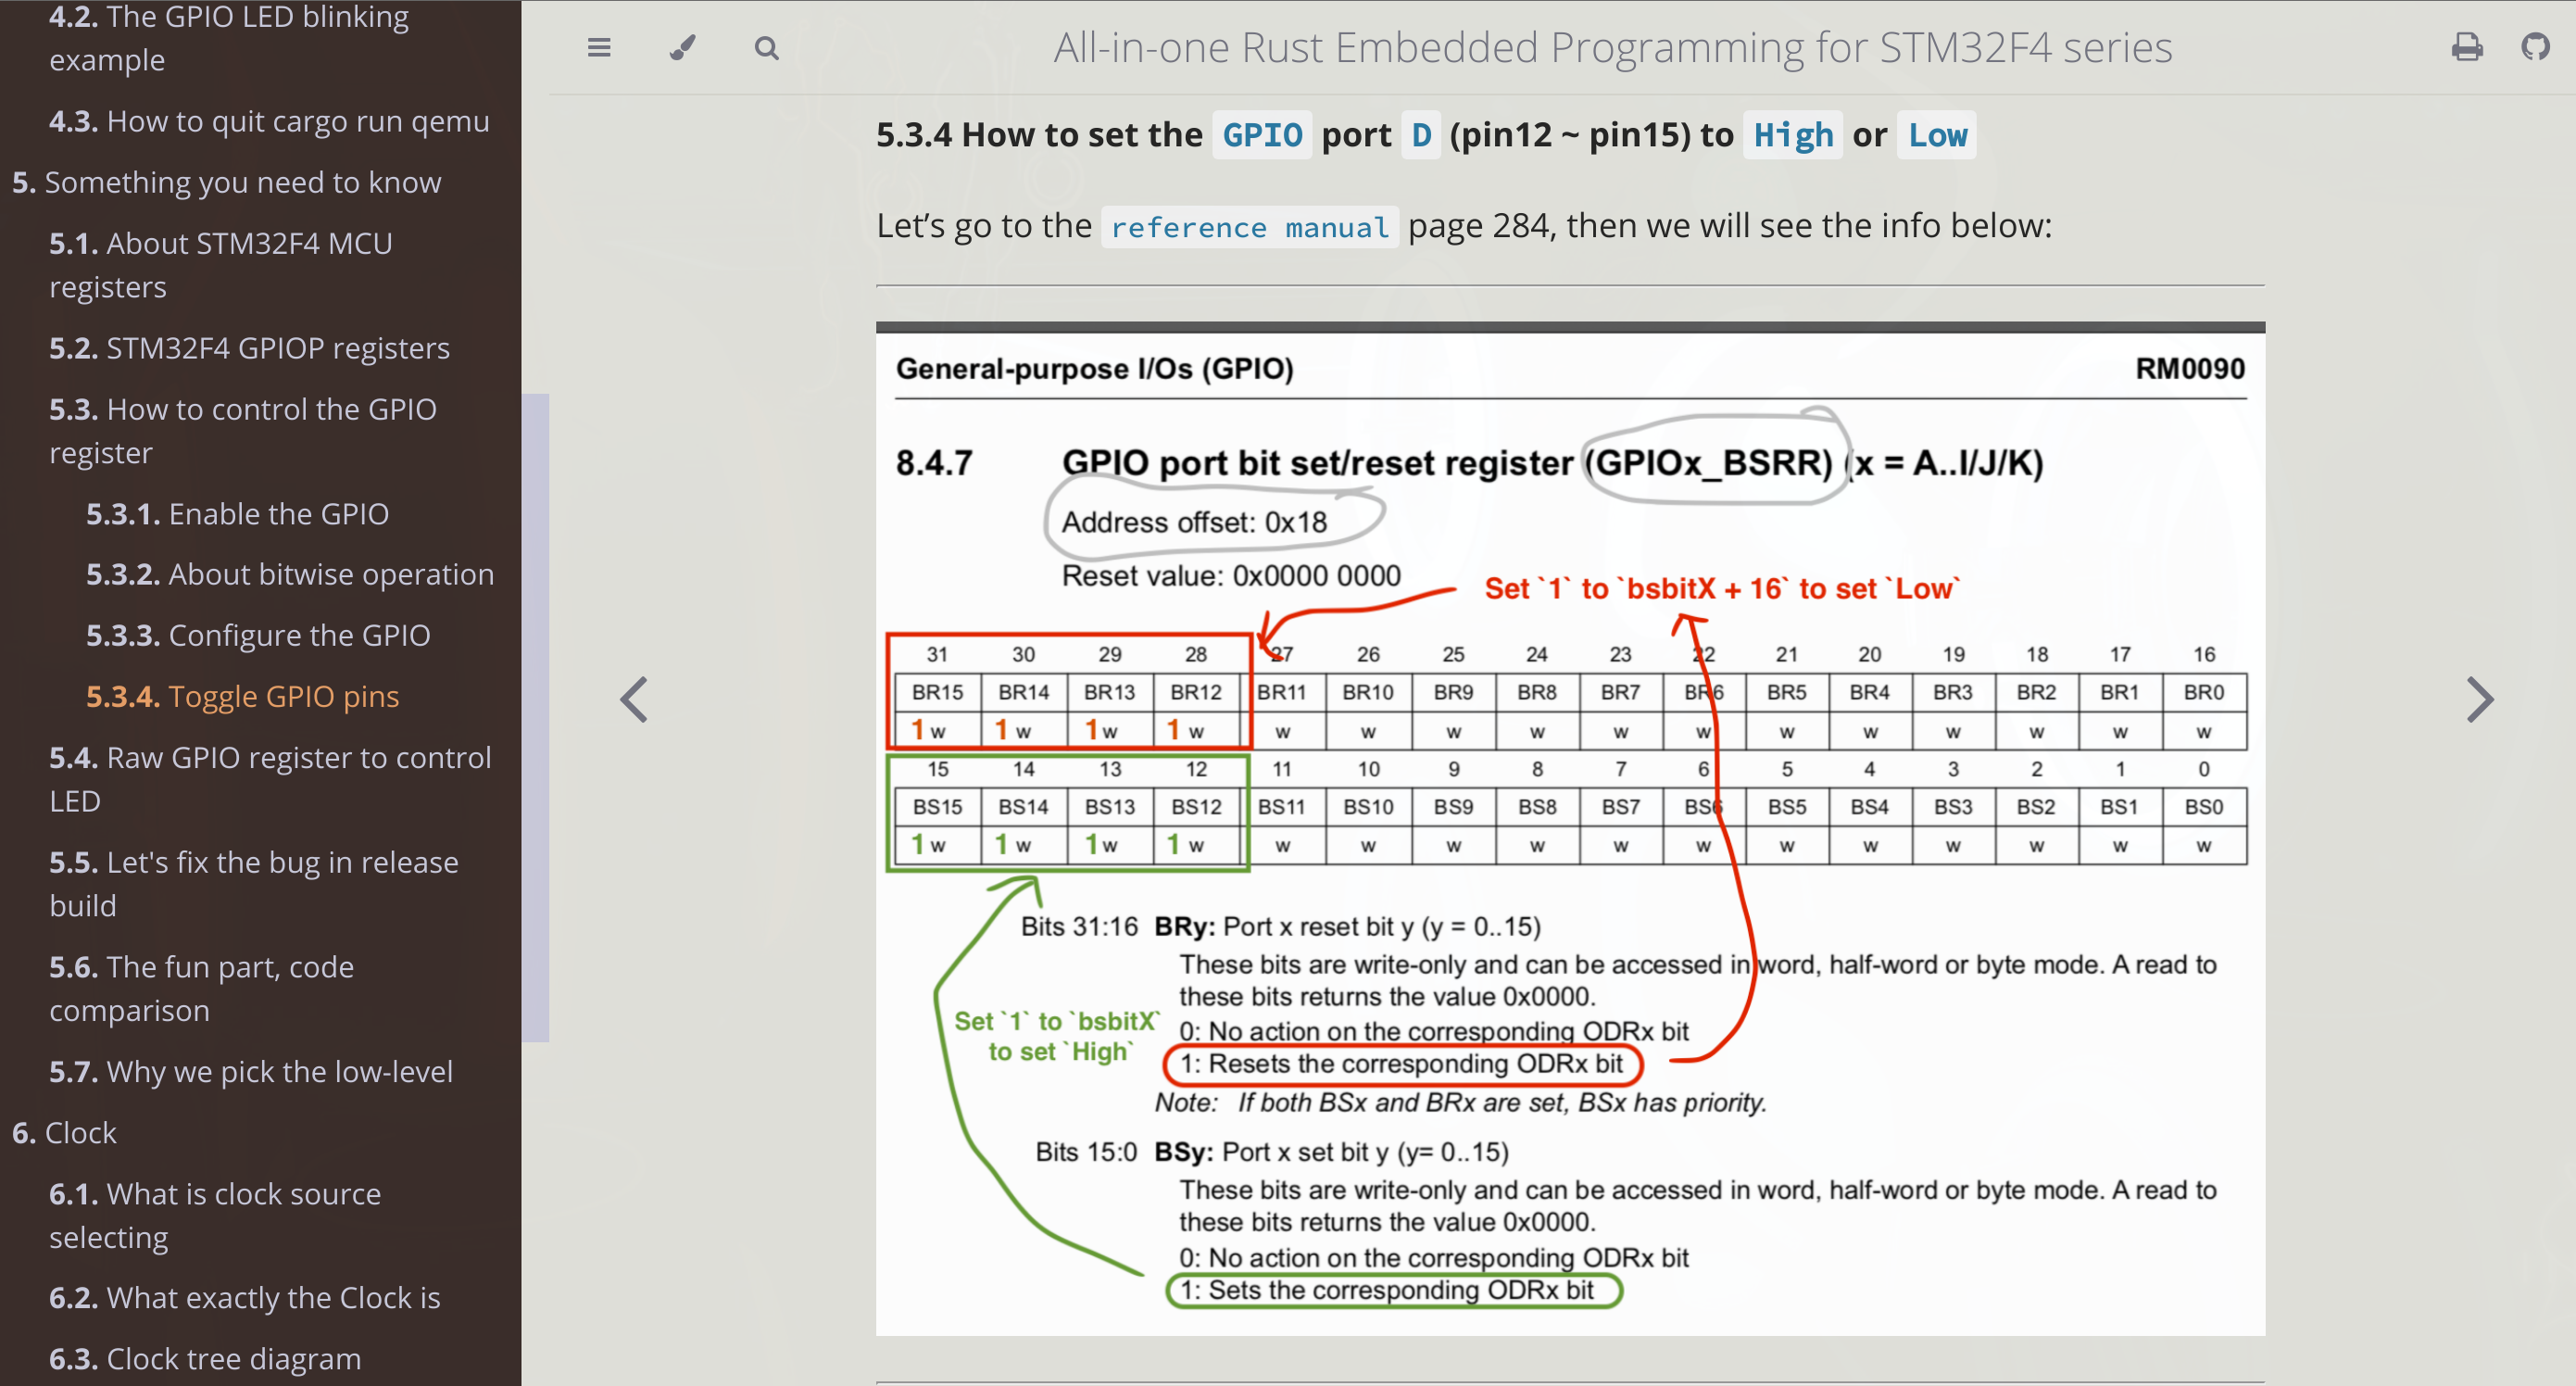 4.2. The GPIO LED blinking
example
4.3. How to quit cargo run qemu
5. Something you need to know
5.1. About STM32F4 MCU
registers
5.2. STM32F4 GPIOP registers
5.3. How to control the GPIO
register
5.3.1. Enable the GPIO
5.3.2. About bitwise operation
5.3.3. Configure the GPIO
5.3.4. Toggle GPIO pins
5.4. Raw GPIO register to control
LED
5.5. Let's fix the bug in release
build
5.6. The fun part, code
comparison
5.7. Why we pick the low-level
6. Clock
6.1. What is clock source
selecting
6.2. What exactly the Clock is
6.3. Clock tree diagram
All-in-one Rust Embedded Programming for STM32F4 series
5.3.4 How to set the GPIO port D (pin12 ~ pin15) to High or Low
Let’s go to the reference manual page 284, then we will see the info below:
General-purpose I/Os (GPIO) RM0090
8.4.7 GPIO port bit set/reset register (GPIOx_BSRR) (x = A..I/J/K)
Address offset: 0x18
Reset value: 0x0000 0000
Set `1` to `bsbitX + 16` to set `Low`
31 30 29 28 27 26 25 24 23 22 21 20 19 18 17 16
BR15 BR14 BR13 BR12 BR11 BR10 BR9 BR8 BR7 BR6 BR5 BR4 BR3 BR2 BR1 BR0
1 w 1 w 1 w 1 w w w w w w w w w w w w w
15 14 13 12 11 10 9 8 7 6 5 4 3 2 1 0
BS15 BS14 BS13 BS12 BS11 BS10 BS9 BS8 BS7 BS6 BS5 BS4 BS3 BS2 BS1 BS0
1 w 1 w 1 w 1 w w w w w w w w w w w w w
Bits 31:16 BRy: Port x reset bit y (y = 0..15)
These bits are write-only and can be accessed in word, half-word or byte mode. A read to
these bits returns the value 0x0000.
0: No action on the corresponding ODRx bit
1: Resets the corresponding ODRx bit
Set `1` to `bsbitX`
to set `High`
Note: If both BSx and BRx are set, BSx has priority.
Bits 15:0 BSy: Port x set bit y (y= 0..15)
These bits are write-only and can be accessed in word, half-word or byte mode. A read to
these bits returns the value 0x0000.
0: No action on the corresponding ODRx bit
1: Sets the corresponding ODRx bit